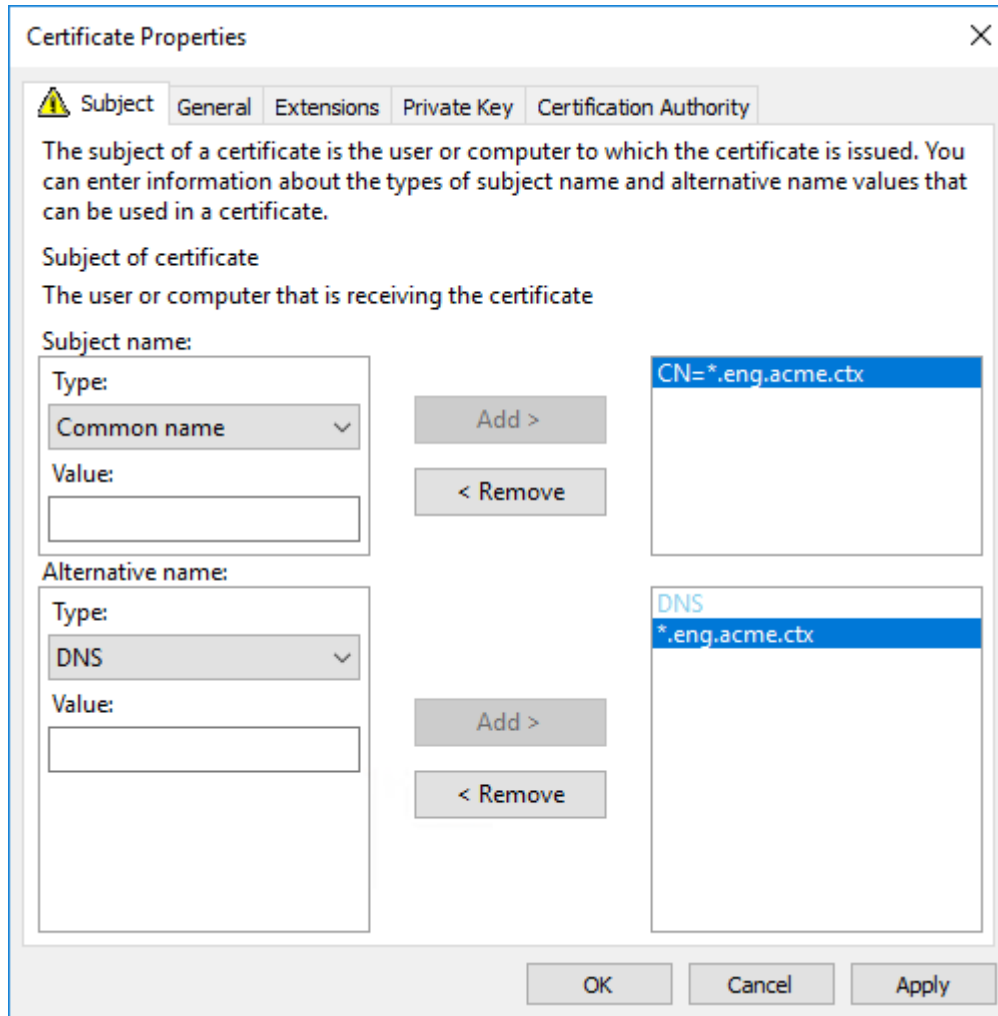 Certificate Properties
Subject General Extensions Private Key Certification Authority
The subject of a certificate is the user or computer to which the certificate is issued. You
can enter information about the types of subject name and alternative name values that
can be used in a certificate.
Subject of certificate
The user or computer that is receiving the certificate
Subject name:
Type:
Common name
Value:
Add >
< Remove
CN=*.eng.acme.ctx
Alternative name:
Type:
DNS
Value:
Add >
< Remove
DNS
*.eng.acme.ctx
OK Cancel Apply